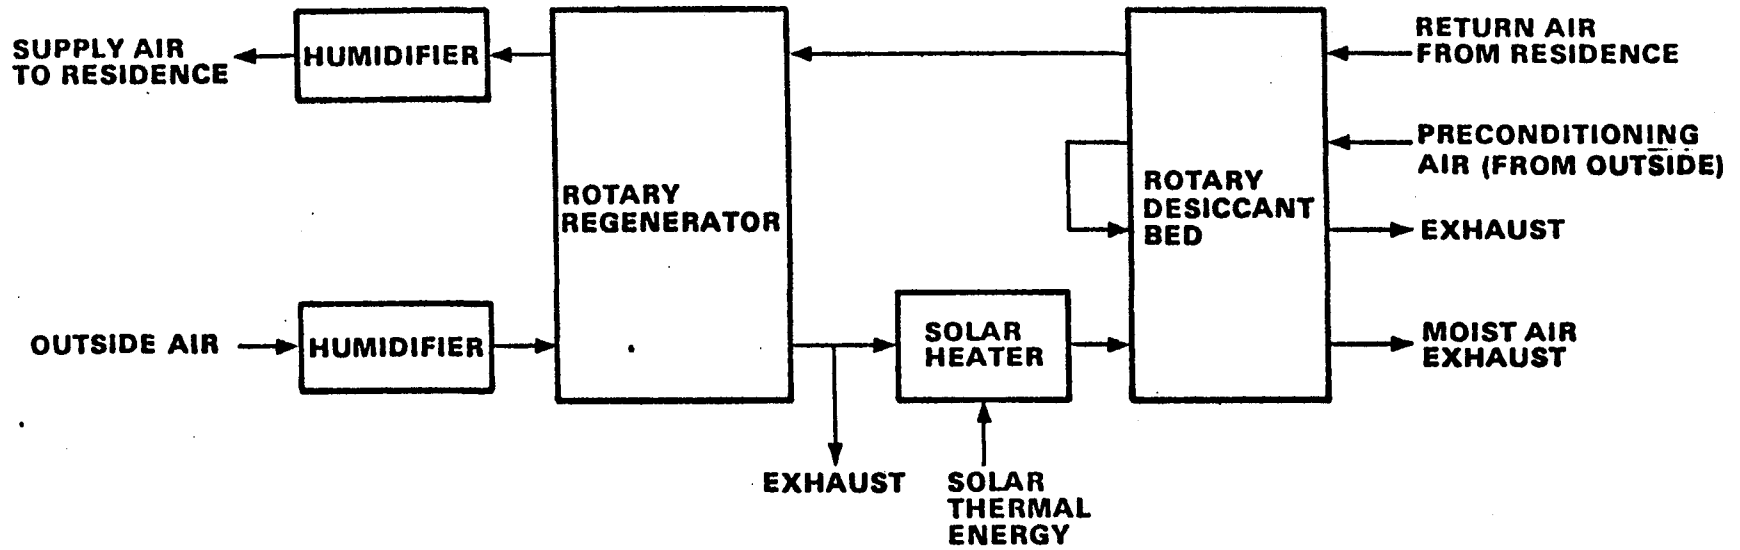 SUPPLY AIR
TO RESIDENCE
HUMIDIFIER
ROTARY
REGENERATOR
ROTARY
DESICCANT
BED
RETURN AIR
FROM RESIDENCE
PRECONDITIONING
AIR (FROM OUTSIDE)
EXHAUST
OUTSIDE AIR
HUMIDIFIER
SOLAR
HEATER
MOIST AIR
EXHAUST
EXHAUST
SOLAR
THERMAL
ENERGY